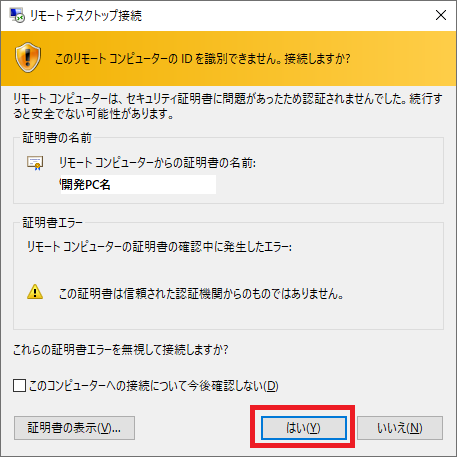 リモート デスクトップ接続
このリモート コンピューターの ID を識別できません。接続しますか?
リモート コンピューターは、セキュリティ証明書に問題があったため認証されませんでした。続行す
ると安全でない可能性があります。
証明書の名前
リモート コンピューターからの証明書の名前:
開発PC名
証明書エラー
リモート コンピューターの証明書の確認中に発生したエラー:
この証明書は信頼された認証機関からのものではありません。
これらの証明書エラーを無視して接続しますか?
このコンピューターへの接続について今後確認しない(D)
証明書の表示(V)...
はい(Y)
いいえ(N)